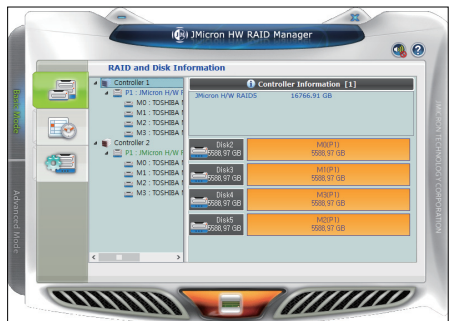 JMicron HW RAID Manager
RAID and Disk Information
Basic Mode
Advanced Mode
JMICRON TECHNOLOGY CORPORATION
Controller 1
P1 : JMicron H/W R
M0 : TOSHIBA
M1 : TOSHIBA
M2 : TOSHIBA
M3 : TOSHIBA
Controller 2
P1 : JMicron H/W R
M0 : TOSHIBA
M1 : TOSHIBA
M2 : TOSHIBA
M3 : TOSHIBA
Controller Information [1]
JMicron H/W RAID5 16766.91 GB
Disk2 M0(P1)
5588.97 GB 5588.97 GB
Disk3 M1(P1)
5588.97 GB 5588.97 GB
Disk4 M3(P1)
5588.97 GB 5588.97 GB
Disk5 M2(P1)
5588.97 GB 5588.97 GB